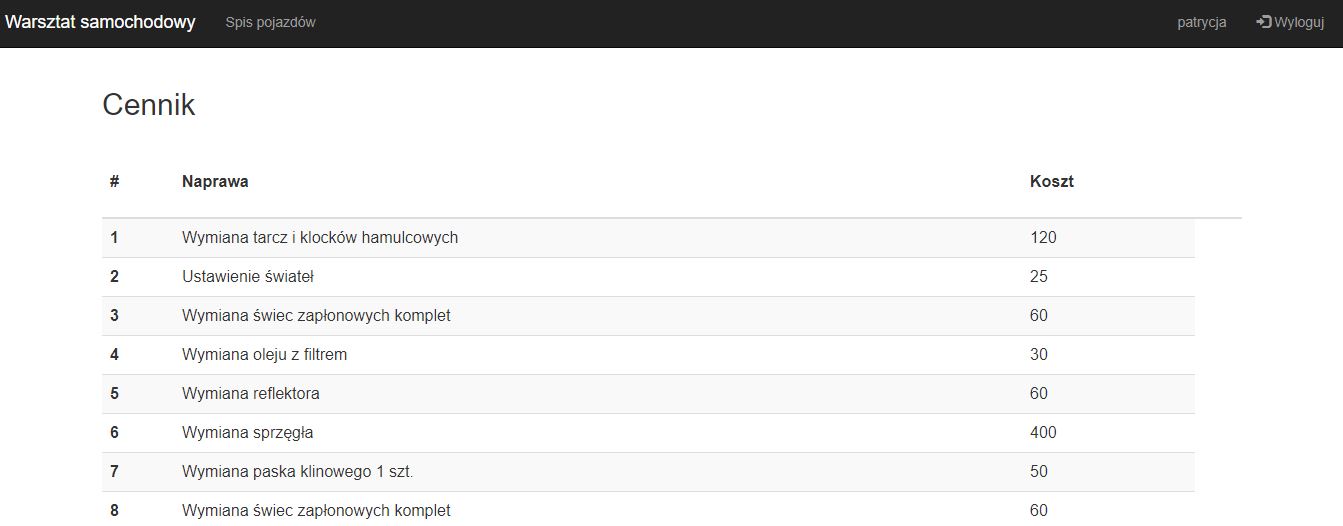 Warsztat samochodowy Spis pojazdów patrycja Wyloguj
Cennik
# Naprawa Koszt
1 Wymiana tarcz i klocków hamulcowych 120
2 Ustawienie świateł 25
3 Wymiana świec zapłonowych komplet 60
4 Wymiana oleju z filtrem 30
5 Wymiana reflektora 60
6 Wymiana sprzęgła 400
7 Wymiana paska klinowego 1 szt. 50
8 Wymiana świec zapłonowych komplet 60